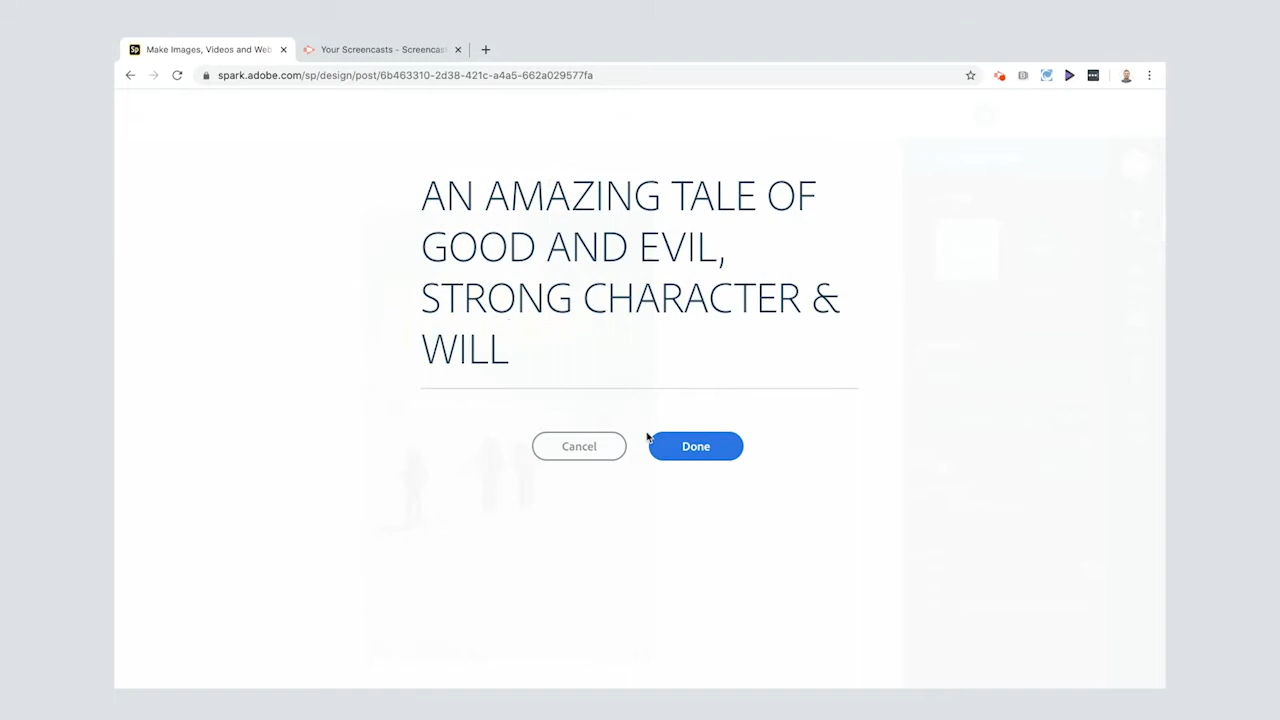 Make Images, Videos and Web
Your Screencasts - Screencas
spark.adobe.com/sp/design/post/6b463310-2d38-421c-a4a5-662a029577fa
AN AMAZING TALE OF
GOOD AND EVIL,
STRONG CHARACTER &
WILL
Cancel
Done